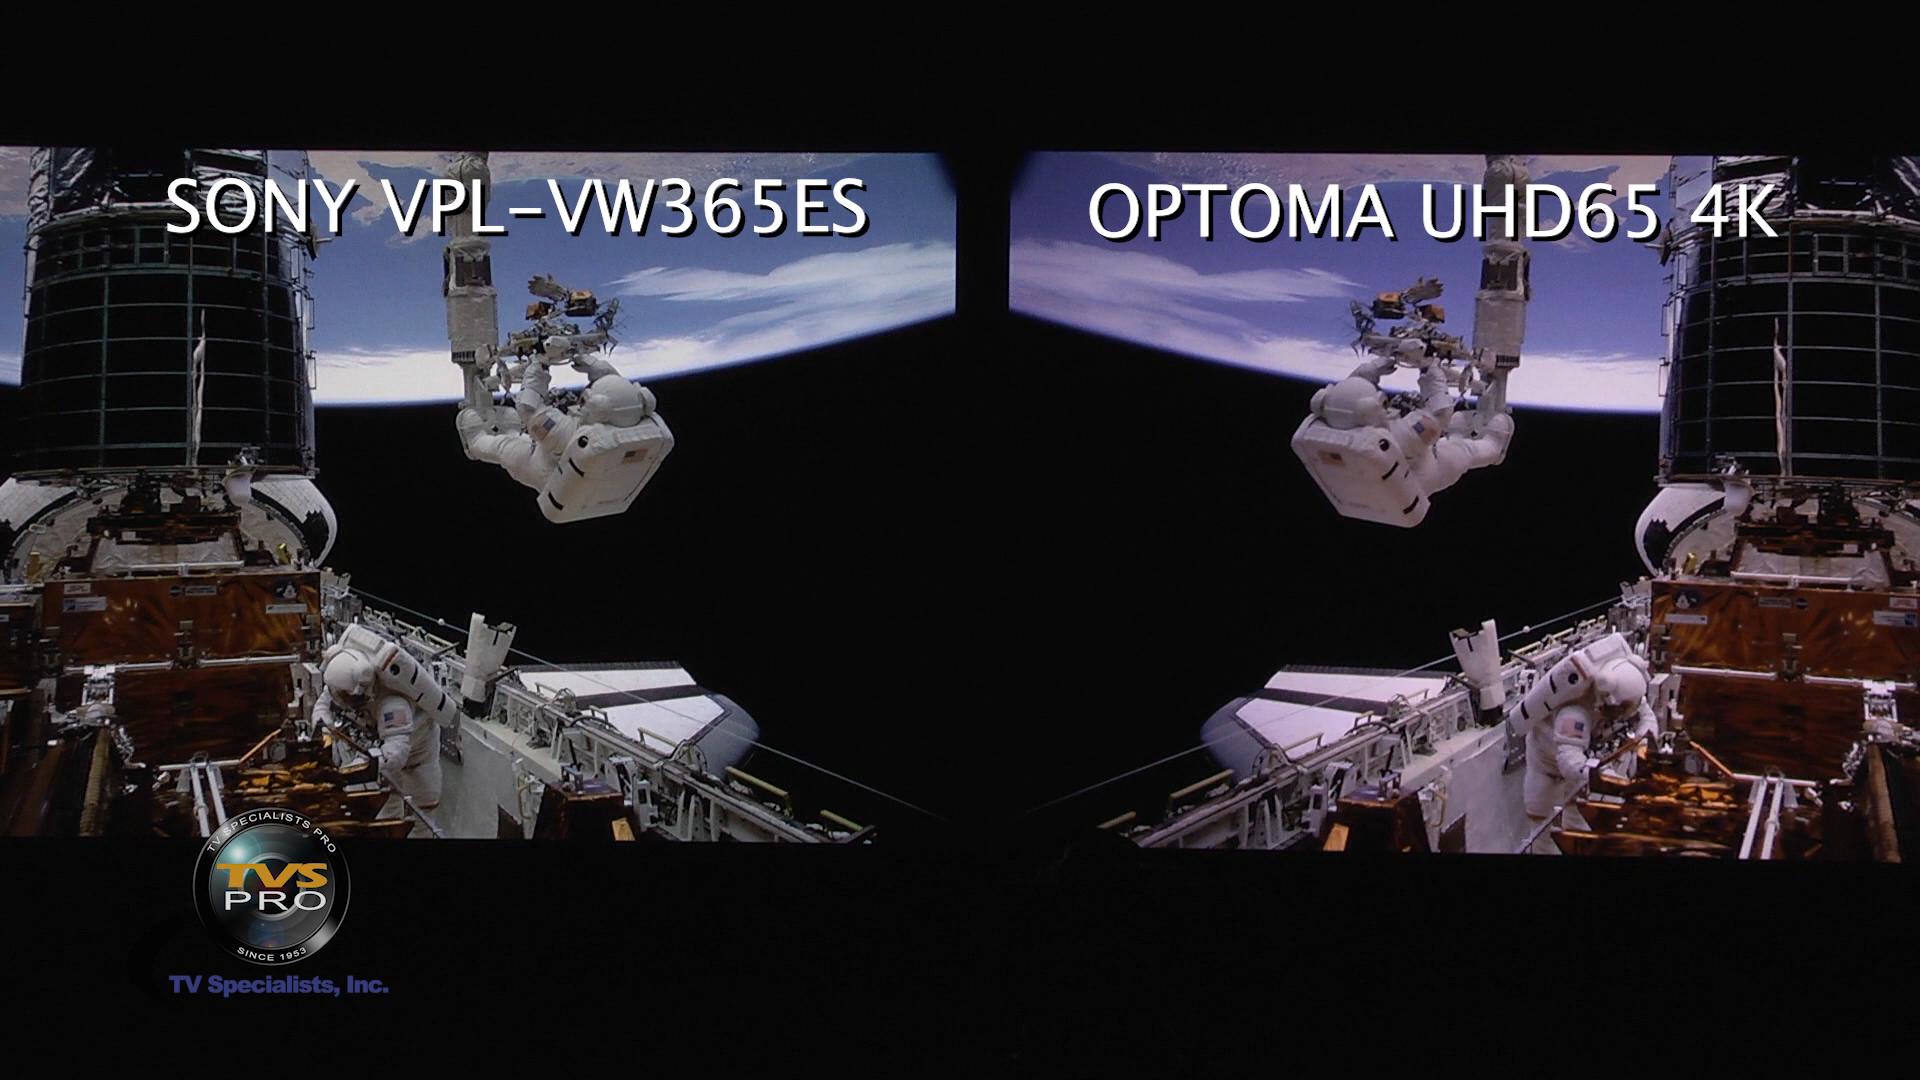 SONY VPL-VW365ES
OPTOMA UHD65 4K
TV SPECIALISTS PRO
TVS
PRO
SINCE 1953
TV Specialists, Inc.